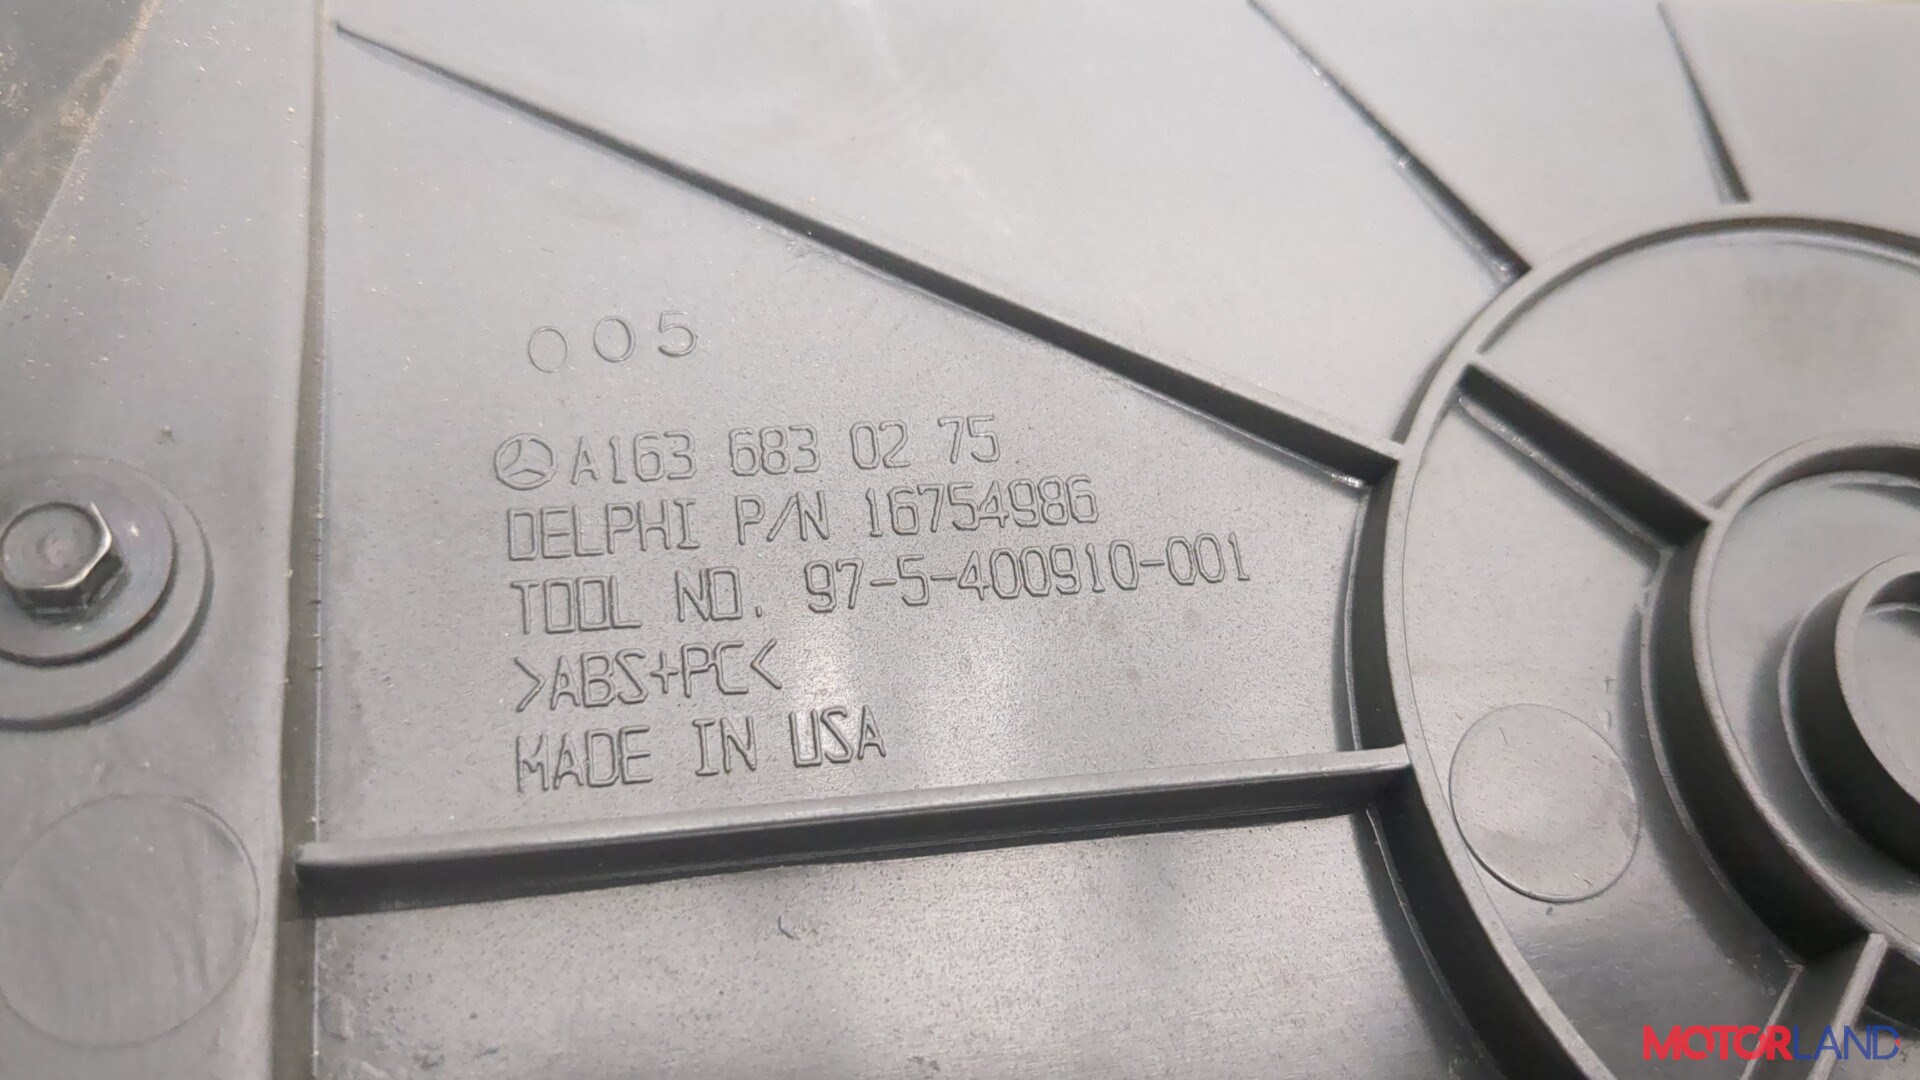 005
A163 683 02 75
DELPHI P/N 16754986
TOOL NO. 97-5-400910-001
>ABS+PC<
MADE IN USA
MOTORLAND